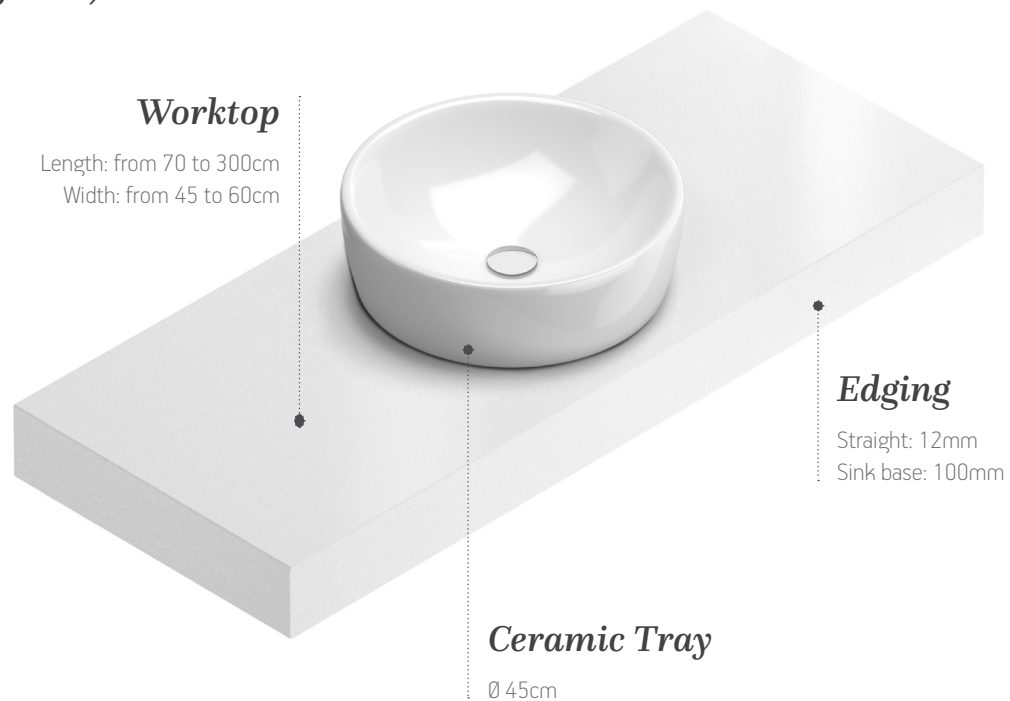 Worktop
Length: from 70 to 300cm
Width: from 45 to 60cm
Edging
Straight: 12mm
Sink base: 100mm
Ceramic Tray
Ø 45cm